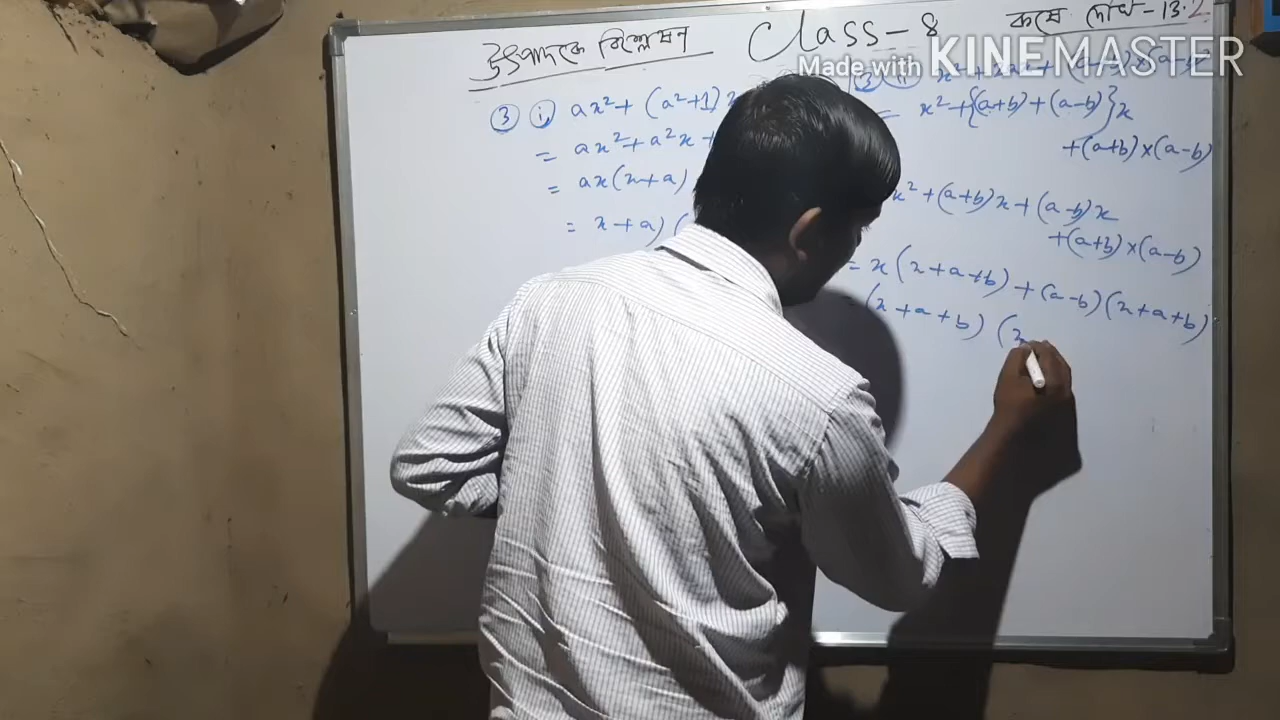 উৎপাদকে বিশ্লেষণ
Class - 8
কষে দেখি - 13.2
Made with KINEMASTER
③ ⓘ ax² + (a²+1)
= ax² + a²x +
= ax(x+a)
= x+a) (
x² + {(a+b) + (a-b)}x
+(a+b)×(a-b)
x² + (a+b)x + (a-b)x
+(a+b)×(a-b)
= x(x+a+b) + (a-b)(x+a+b)
(x+a+b) (x